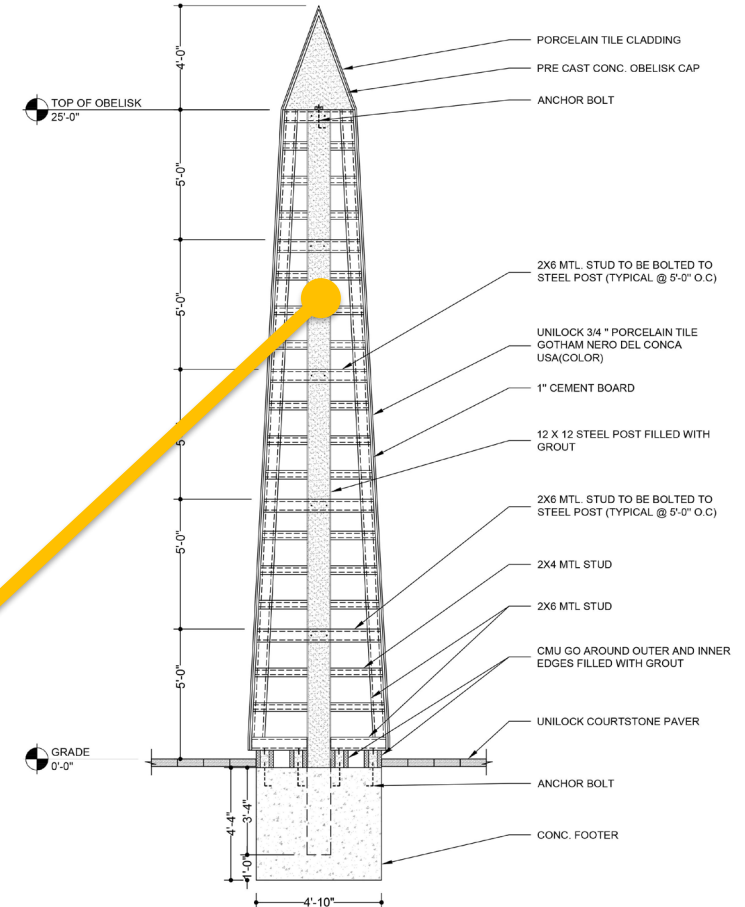 PORCELAIN TILE CLADDING
PRE CAST CONC. OBELISK CAP
ANCHOR BOLT
4'-0"
TOP OF OBELISK
25'-0"
5'-0"
5'-0"
2X6 MTL. STUD TO BE BOLTED TO
STEEL POST (TYPICAL @ 5'-0" O.C)
UNILOCK 3/4 " PORCELAIN TILE
GOTHAM NERO DEL CONCA
USA(COLOR)
1" CEMENT BOARD
12 X 12 STEEL POST FILLED WITH
GROUT
2X6 MTL. STUD TO BE BOLTED TO
STEEL POST (TYPICAL @ 5'-0" O.C)
5'-0"
2X4 MTL STUD
2X6 MTL STUD
CMU GO AROUND OUTER AND INNER
EDGES FILLED WITH GROUT
5'-0"
UNILOCK COURTSTONE PAVER
GRADE
0'-0"
ANCHOR BOLT
4'-4"
3'-4"
1'-0"
CONC. FOOTER
4'-10"